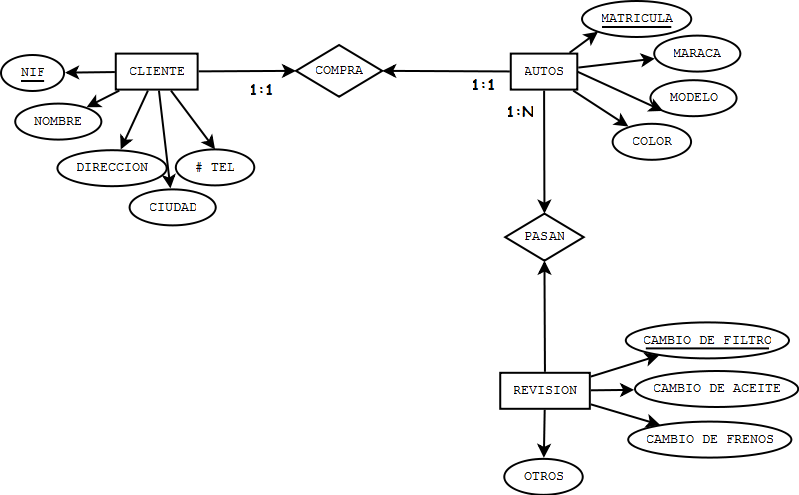 MATRICULA
MARACA
NIF
CLIENTE
COMPRA
AUTOS
1:1
1:1
MODELO
1:N
NOMBRE
COLOR
DIRECCION
# TEL
CIUDAD
PASAN
CAMBIO DE FILTRO
REVISION
CAMBIO DE ACEITE
CAMBIO DE FRENOS
OTROS